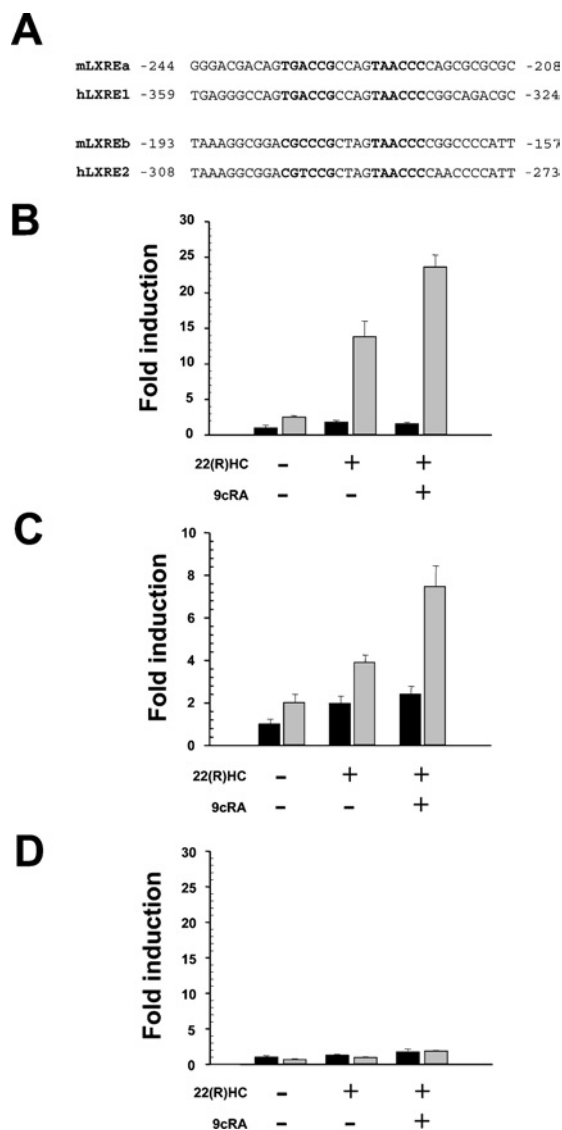 A
mLXREa -244 GGGACGACAGTGACCGCCAGTAACCCCAGCGCGCGC -208
hLXRE1 -359 TGAGGGCCAGTGACCGCCAGTAACCCCGGCAGACGC -324
mLXREb -193 TAAAGGCGGACGCCCGCTAGTAACCCCGGCCCCATT -157
hLXRE2 -308 TAAAGGCGGACGTCCGCTAGTAACCCCAACCCCATT -273
B
Fold induction
30
25
20
15
10
5
0
22(R)HC - + +
9cRA - - +
C
Fold induction
10
8
6
4
2
0
22(R)HC - + +
9cRA - - +
D
Fold induction
30
25
20
15
10
5
0
22(R)HC - + +
9cRA - - +